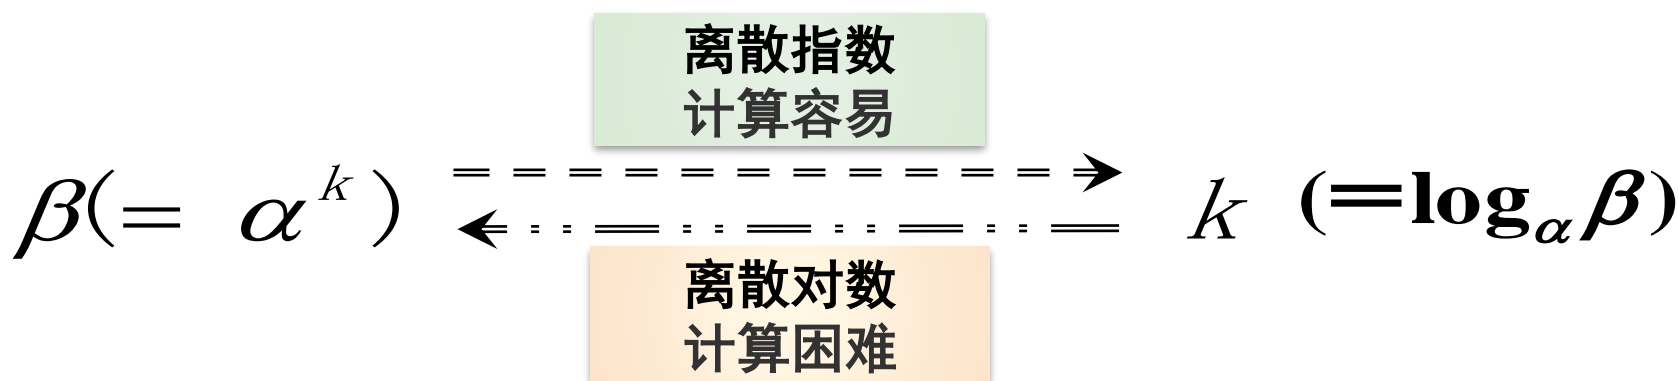 离散指数
计算容易
β(= α^k) k (=log_α β)
离散对数
计算困难